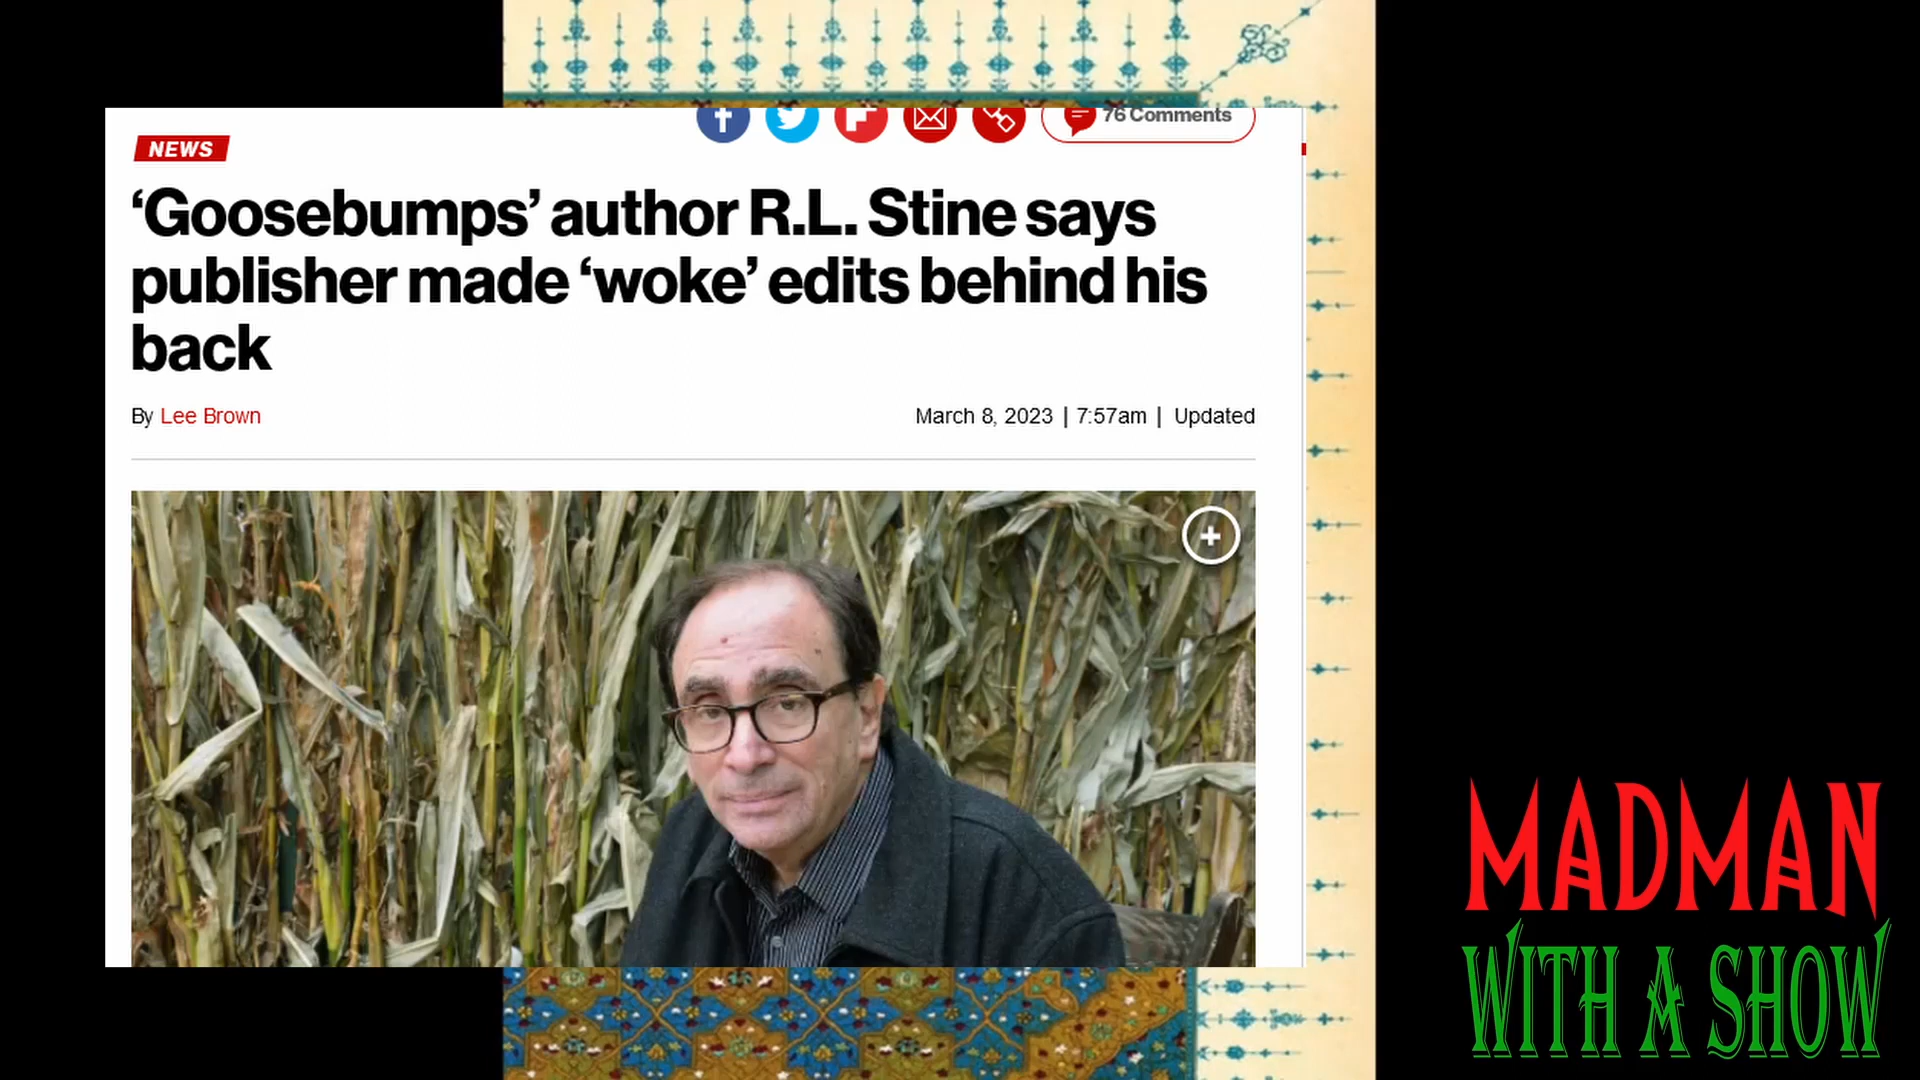 76 Comments
NEWS
‘Goosebumps’ author R.L. Stine says
publisher made ‘woke’ edits behind his
back
By Lee Brown
March 8, 2023 | 7:57am | Updated
MADMAN
WITH A SHOW